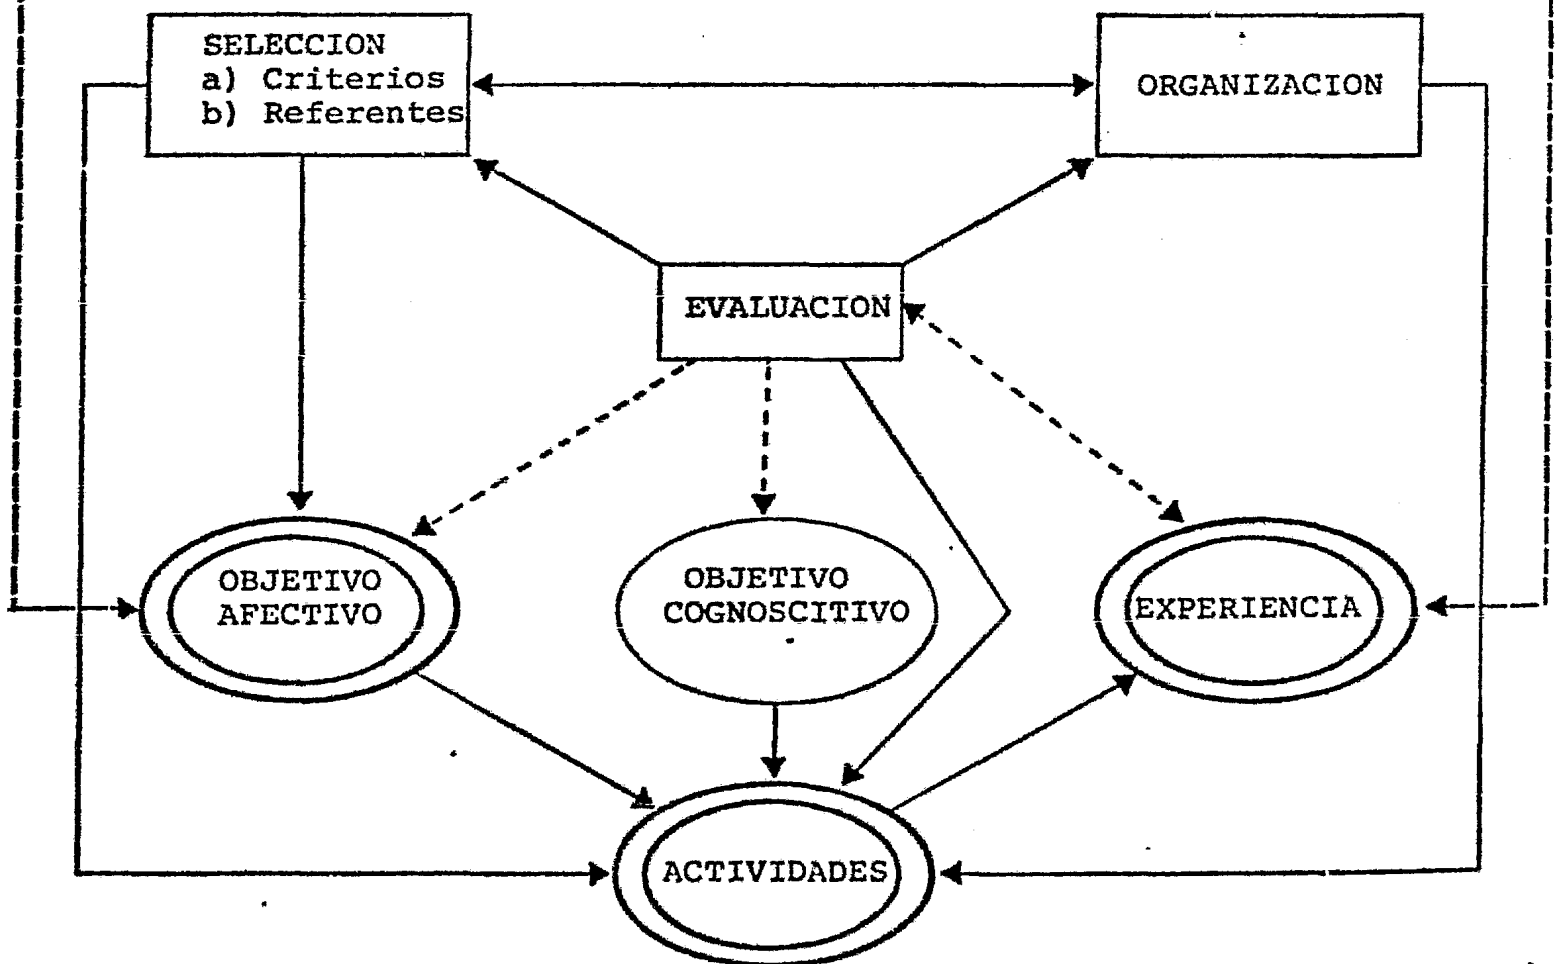 SELECCION
a) Criterios
b) Referentes
ORGANIZACION
EVALUACION
OBJETIVO
AFECTIVO
OBJETIVO
COGNOSCITIVO
EXPERIENCIA
ACTIVIDADES